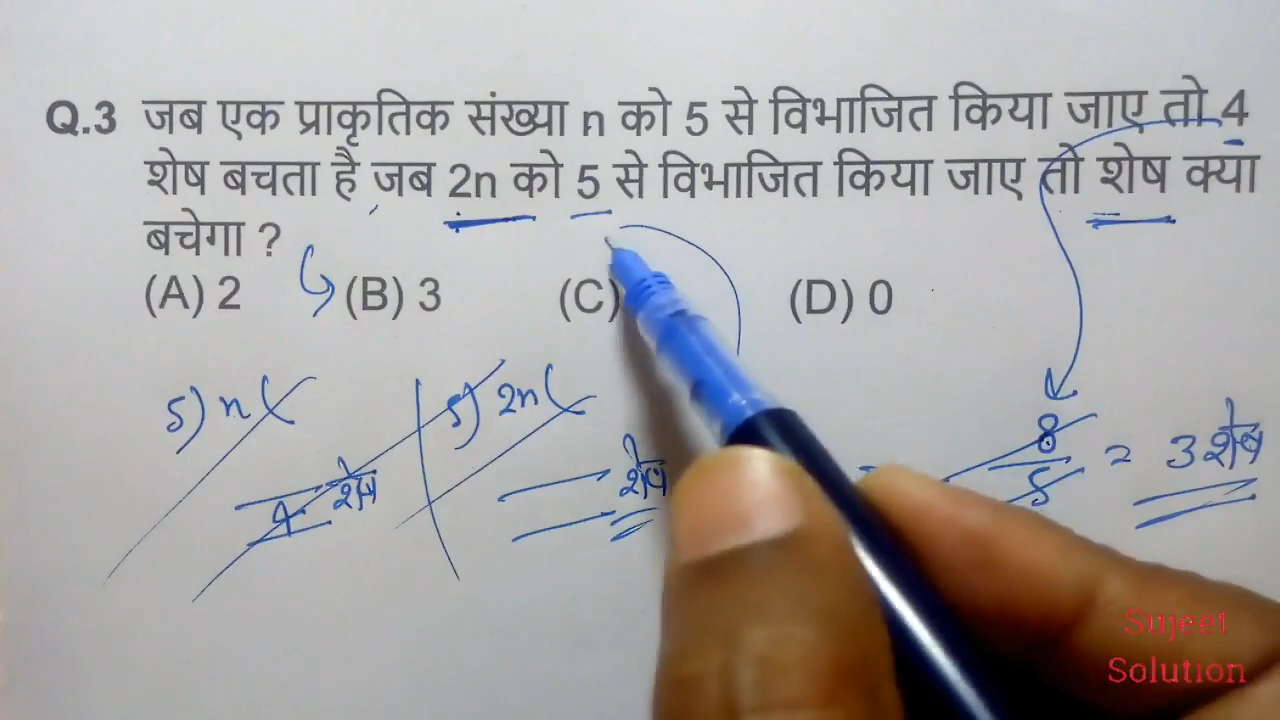 Q.3 जब एक प्राकृतिक संख्या n को 5 से विभाजित किया जाए तो 4
शेष बचता है जब 2n को 5 से विभाजित किया जाए तो शेष क्या
बचेगा ?
(A) 2 (B) 3 (C) (D) 0
5) n ( 5) 2n ( 8
4 शेष शेष 5 = 3 शेष
Sujeet
Solution